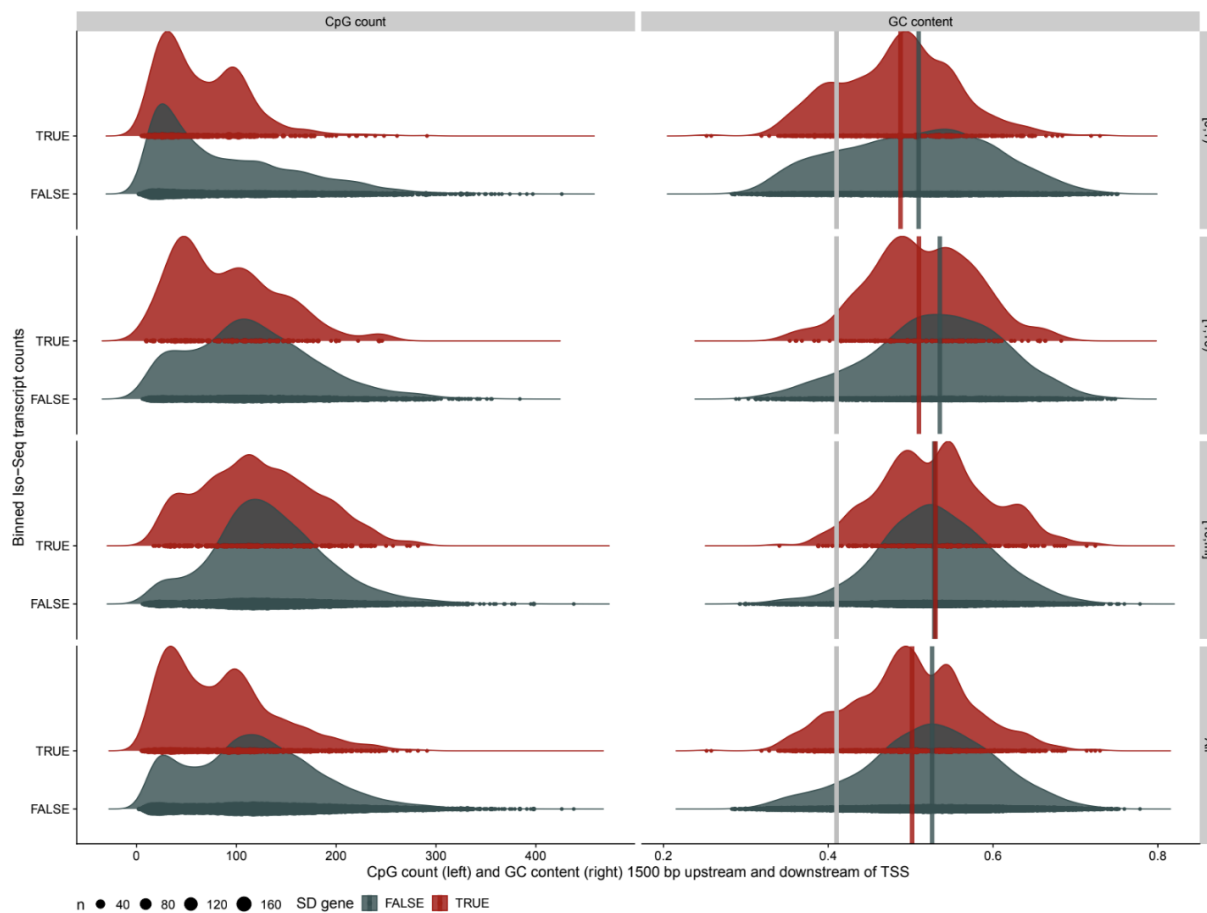 CpG count
GC content
TRUE
FALSE
TRUE
FALSE
TRUE
FALSE
TRUE
FALSE
Binned Iso−Seq transcript counts
0 100 200 300 400 0.2 0.4 0.6 0.8
CpG count (left) and GC content (right) 1500 bp upstream and downstream of TSS
n 40 80 120 160 SD gene FALSE TRUE